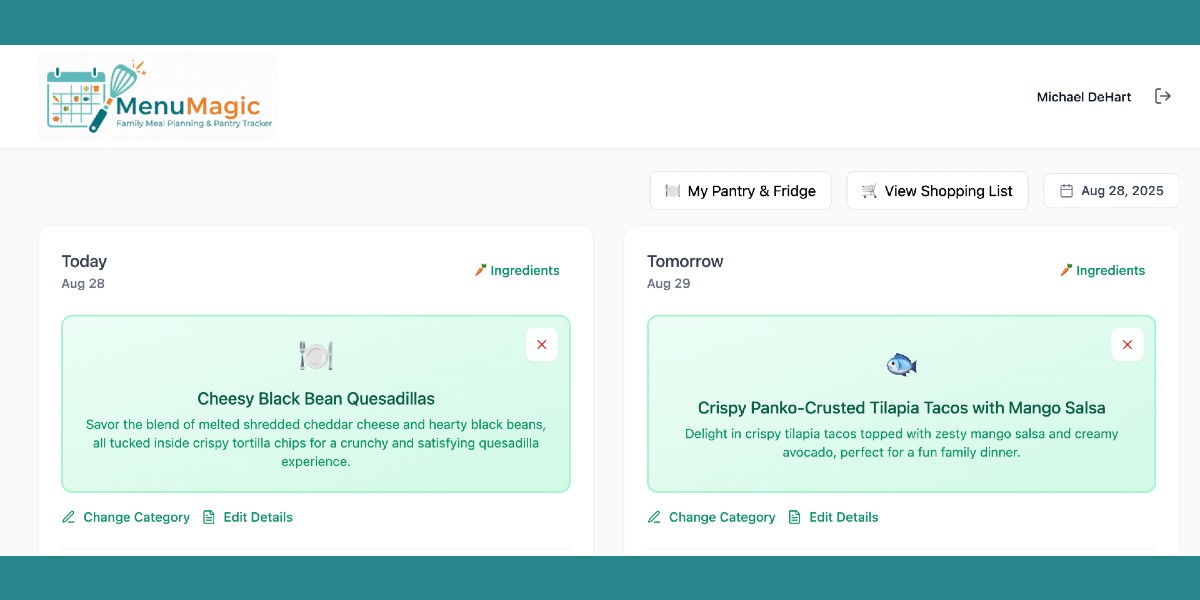 MenuMagic
Family Meal Planning & Pantry Tracker
Michael DeHart
My Pantry & Fridge
View Shopping List
Aug 28, 2025
Today
Aug 28
Ingredients
Cheesy Black Bean Quesadillas
Savor the blend of melted shredded cheddar cheese and hearty black beans,
all tucked inside crispy tortilla chips for a crunchy and satisfying quesadilla
experience.
Change Category
Edit Details
Tomorrow
Aug 29
Ingredients
Crispy Panko-Crusted Tilapia Tacos with Mango Salsa
Delight in crispy tilapia tacos topped with zesty mango salsa and creamy
avocado, perfect for a fun family dinner.
Change Category
Edit Details